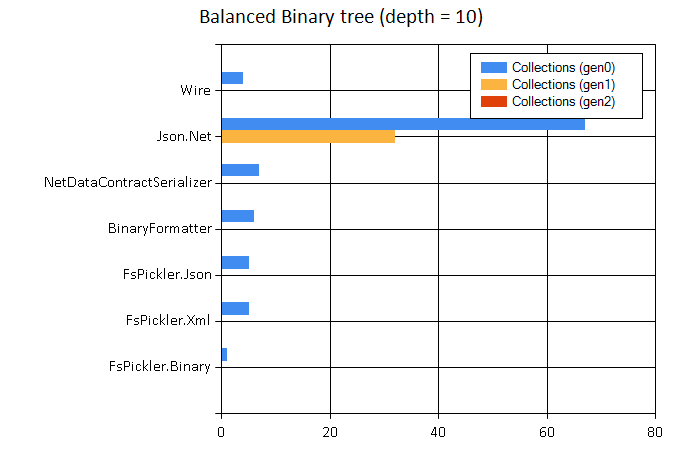 Balanced Binary tree (depth = 10)
Collections (gen0)
Collections (gen1)
Collections (gen2)
Wire
Json.Net
NetDataContractSerializer
BinaryFormatter
FsPickler.Json
FsPickler.Xml
FsPickler.Binary
0 20 40 60 80